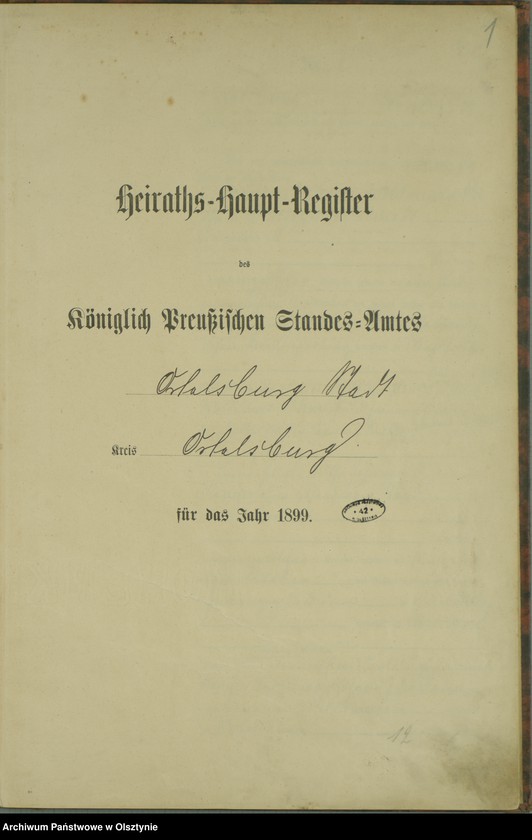 1
Heiraths-Haupt-Register
des
Königlich Preußischen Standes-Amtes
Ortelsburg Stadt
Kreis Ortelsburg
für das Jahr 1899.
· 42 ·
12
Archiwum Państwowe w Olsztynie